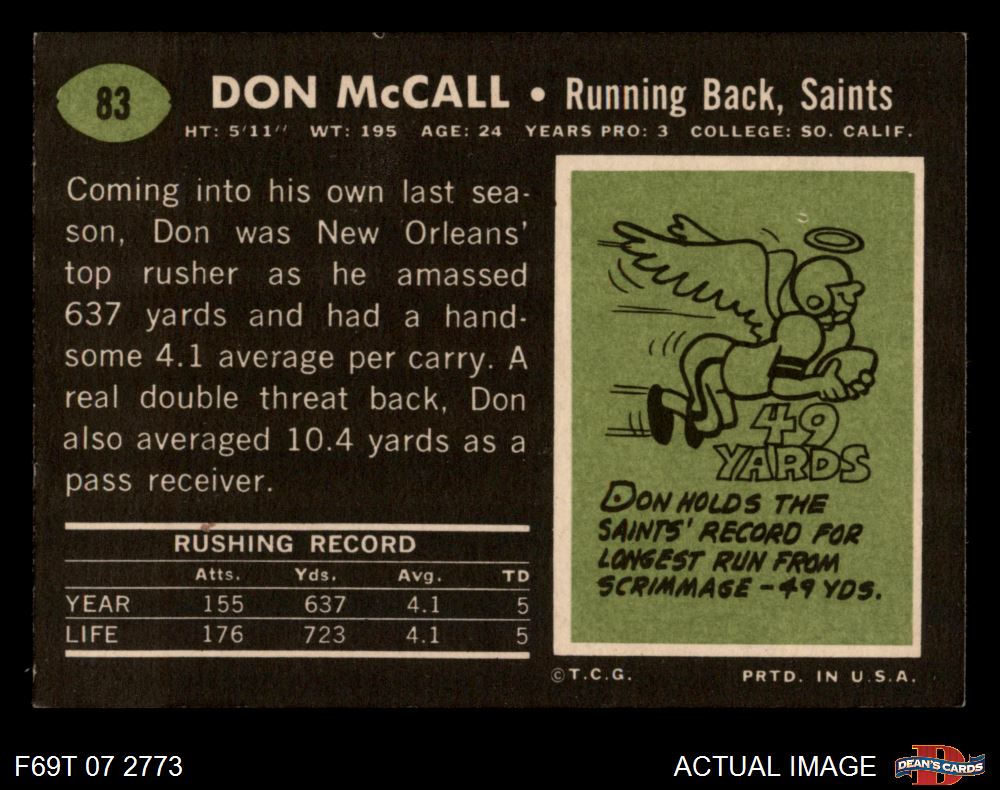 83
DON McCALL • Running Back, Saints
HT: 5'11" WT: 195 AGE: 24 YEARS PRO: 3 COLLEGE: SO. CALIF.
Coming into his own last sea-
son, Don was New Orleans'
top rusher as he amassed
637 yards and had a hand-
some 4.1 average per carry. A
real double threat back, Don
also averaged 10.4 yards as a
pass receiver.
RUSHING RECORD
Atts. Yds. Avg. TD
YEAR 155 637 4.1 5
LIFE 176 723 4.1 5
49
YARDS
DON HOLDS THE
SAINTS' RECORD FOR
LONGEST RUN FROM
SCRIMMAGE - 49 YDS.
©T.C.G. PRTD. IN U.S.A.
F69T 07 2773
ACTUAL IMAGE
D
DEAN'S CARDS